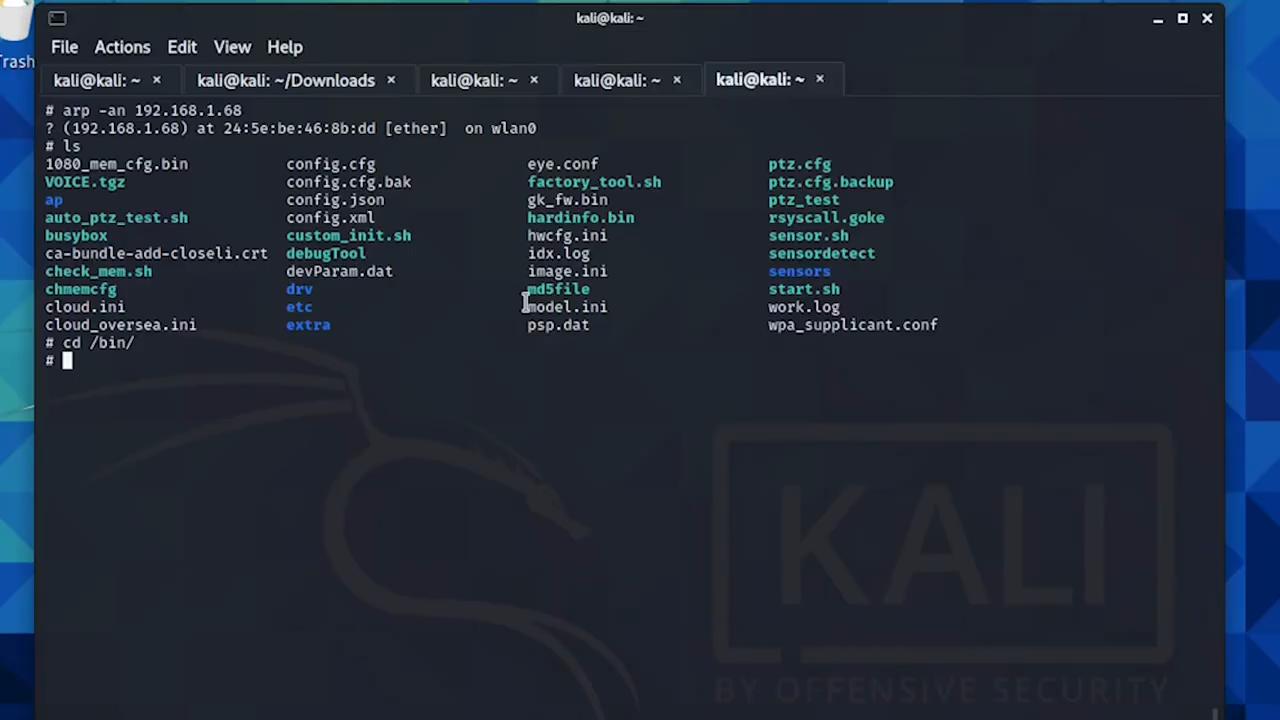 kali@kali: ~
File Actions Edit View Help
kali@kali: ~ × kali@kali: ~/Downloads × kali@kali: ~ × kali@kali: ~ × kali@kali: ~ ×
# arp -an 192.168.1.68
? (192.168.1.68) at 24:5e:be:46:8b:dd [ether]  on wlan0
# ls
1080_mem_cfg.bin config.cfg eye.conf ptz.cfg
VOICE.tgz config.cfg.bak factory_tool.sh ptz.cfg.backup
ap config.json gk_fw.bin ptz_test
auto_ptz_test.sh config.xml hardinfo.bin rsyscall.goke
busybox custom_init.sh hwcfg.ini sensor.sh
ca-bundle-add-closeli.crt debugTool idx.log sensordetect
check_mem.sh devParam.dat image.ini sensors
chmemcfg drv md5file start.sh
cloud.ini etc model.ini work.log
cloud_oversea.ini extra psp.dat wpa_supplicant.conf
# cd /bin/
#
Trash
KALI
BY OFFENSIVE SECURITY